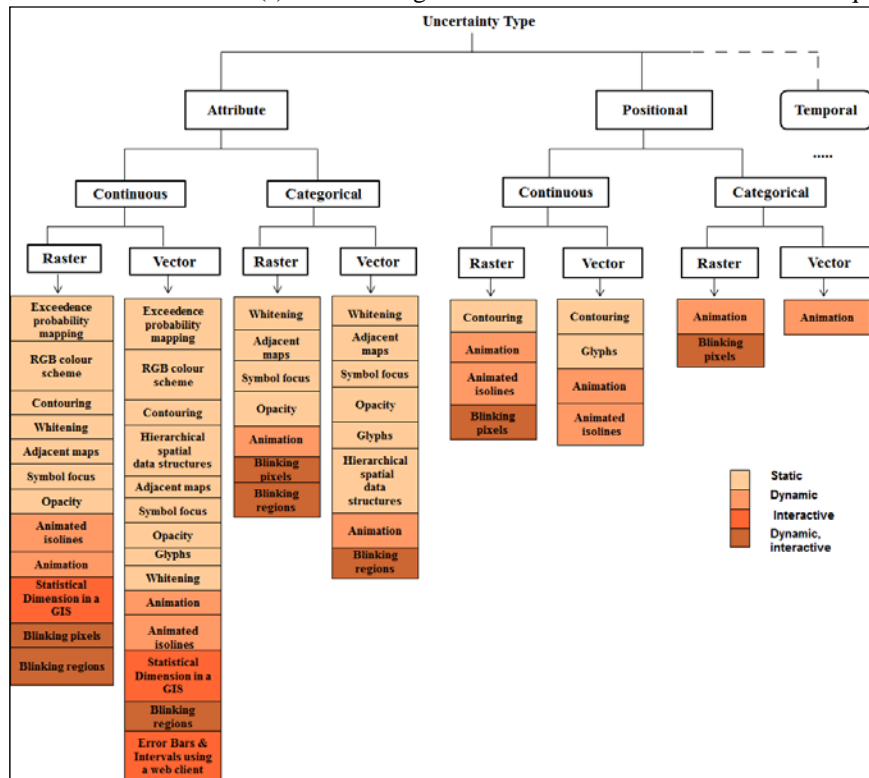 Uncertainty Type
Attribute
Positional
Temporal
.....
Continuous
Categorical
Continuous
Categorical
Raster
Vector
Raster
Vector
Raster
Vector
Raster
Vector
Exceedence
probability
mapping
RGB colour
scheme
Contouring
Whitening
Adjacent maps
Symbol focus
Opacity
Animated
isolines
Animation
Statistical
Dimension in a
GIS
Blinking pixels
Blinking regions
Exceedence
probability
mapping
RGB colour
scheme
Contouring
Hierarchical
spatial
data structures
Adjacent maps
Symbol focus
Opacity
Glyphs
Whitening
Animation
Animated
isolines
Statistical
Dimension in a
GIS
Blinking
regions
Error Bars &
Intervals using
a web client
Whitening
Adjacent
maps
Symbol focus
Opacity
Animation
Blinking
pixels
Blinking
regions
Whitening
Adjacent
maps
Symbol focus
Opacity
Glyphs
Hierarchical
spatial
data
structures
Animation
Blinking
regions
Contouring
Animation
Animated
isolines
Blinking
pixels
Contouring
Glyphs
Animation
Animated
isolines
Animation
Blinking
pixels
Animation
Static
Dynamic
Interactive
Dynamic,
interactive